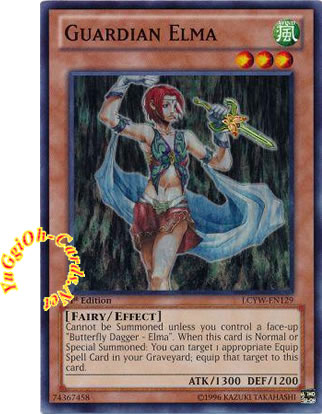 GUARDIAN ELMA
風
YuGgiOh-Cards.Net
1st Edition
LCYW-EN129
[FAIRY/EFFECT]
Cannot be Summoned unless you control a face-up
"Butterfly Dagger - Elma". When this card is Normal or
Special Summoned: You can target 1 appropriate Equip
Spell Card in your Graveyard; equip that target to this
card.
ATK/1300 DEF/1200
74367458
©1996 KAZUKI TAKAHASHI